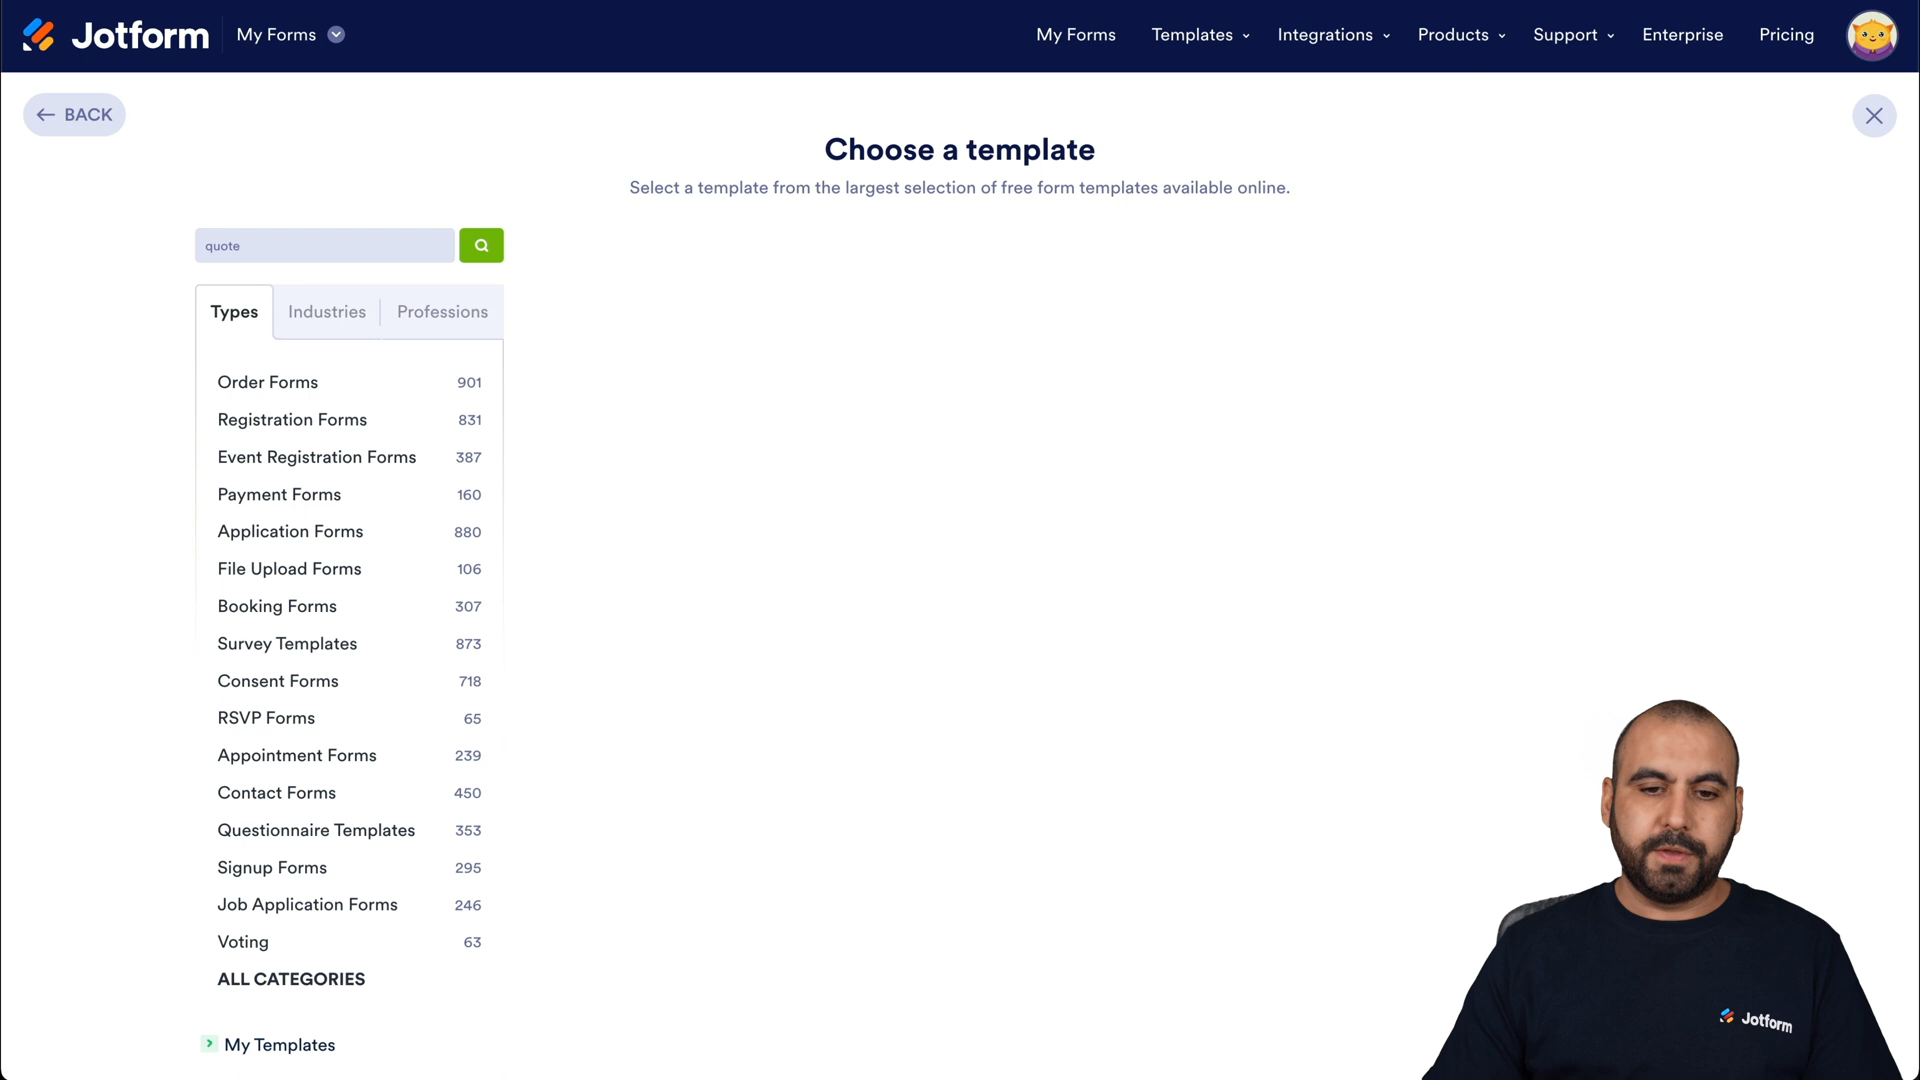 Jotform
My Forms
My Forms
Templates
Integrations
Products
Support
Enterprise
Pricing
BACK
Choose a template
Select a template from the largest selection of free form templates available online.
quote
Types
Industries
Professions
Order Forms 901
Registration Forms 831
Event Registration Forms 387
Payment Forms 160
Application Forms 880
File Upload Forms 106
Booking Forms 307
Survey Templates 873
Consent Forms 718
RSVP Forms 65
Appointment Forms 239
Contact Forms 450
Questionnaire Templates 353
Signup Forms 295
Job Application Forms 246
Voting 63
ALL CATEGORIES
My Templates
Jotform